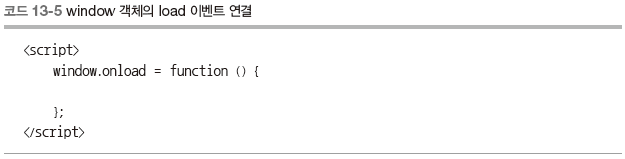 코드 13-5 window 객체의 load 이벤트 연결
<script>
    window.onload = function () {

    };
</script>